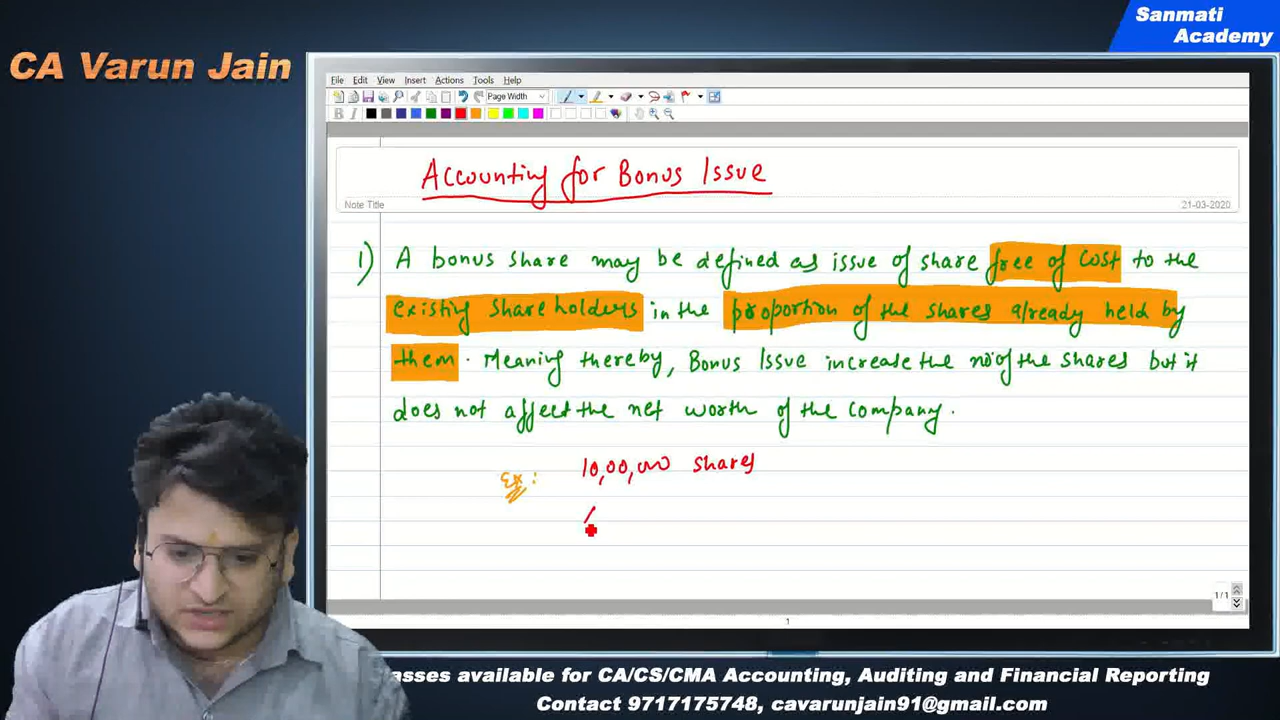 Sanmati
Academy
CA Varun Jain
File Edit View Insert Actions Tools Help
Page Width
B I
Accounting for Bonus Issue
Note Title
21-03-2020
1) A bonus share may be defined as issue of share free of cost to the
existing shareholders in the proportion of the shares already held by
them. Meaning thereby, Bonus Issue increase the no of the shares but it
does not affect the net worth of the company.
Ex: 10,00,000 shares
1/1
1
asses available for CA/CS/CMA Accounting, Auditing and Financial Reporting
Contact 9717175748, cavarunjain91@gmail.com